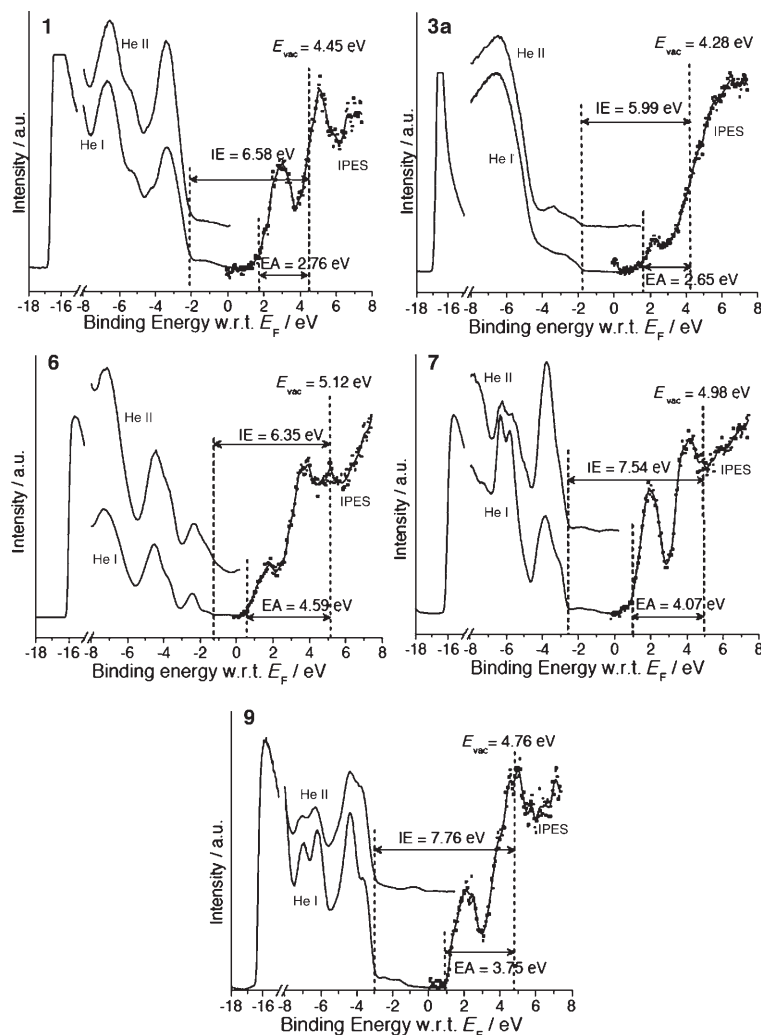 1
E_vac = 4.45 eV
He II
He I
IE = 6.58 eV
IPES
EA = 2.76 eV
Intensity / a.u.
-18 -16 -8 -6 -4 -2 0 2 4 6 8
Binding Energy w.r.t. E_F / eV
3a
E_vac = 4.28 eV
He II
He I
IE = 5.99 eV
IPES
EA = 2.65 eV
Intensity / a.u.
-18 -16 -8 -6 -4 -2 0 2 4 6 8
Binding energy w.r.t. E_F / eV
6
E_vac = 5.12 eV
He II
He I
IE = 6.35 eV
IPES
EA = 4.59 eV
Intensity / a.u.
-18 -16 -8 -6 -4 -2 0 2 4 6 8
Binding energy w.r.t. E_F / eV
7
E_vac = 4.98 eV
He II
He I
IE = 7.54 eV
IPES
EA = 4.07 eV
Intensity / a.u.
-18 -16 -8 -6 -4 -2 0 2 4 6 8
Binding energy w.r.t. E_F / eV
9
E_vac = 4.76 eV
He II
He I
IE = 7.76 eV
IPES
EA = 3.75 eV
Intensity / a.u.
-18 -16 -8 -6 -4 -2 0 2 4 6 8
Binding Energy w.r.t. E_F / eV